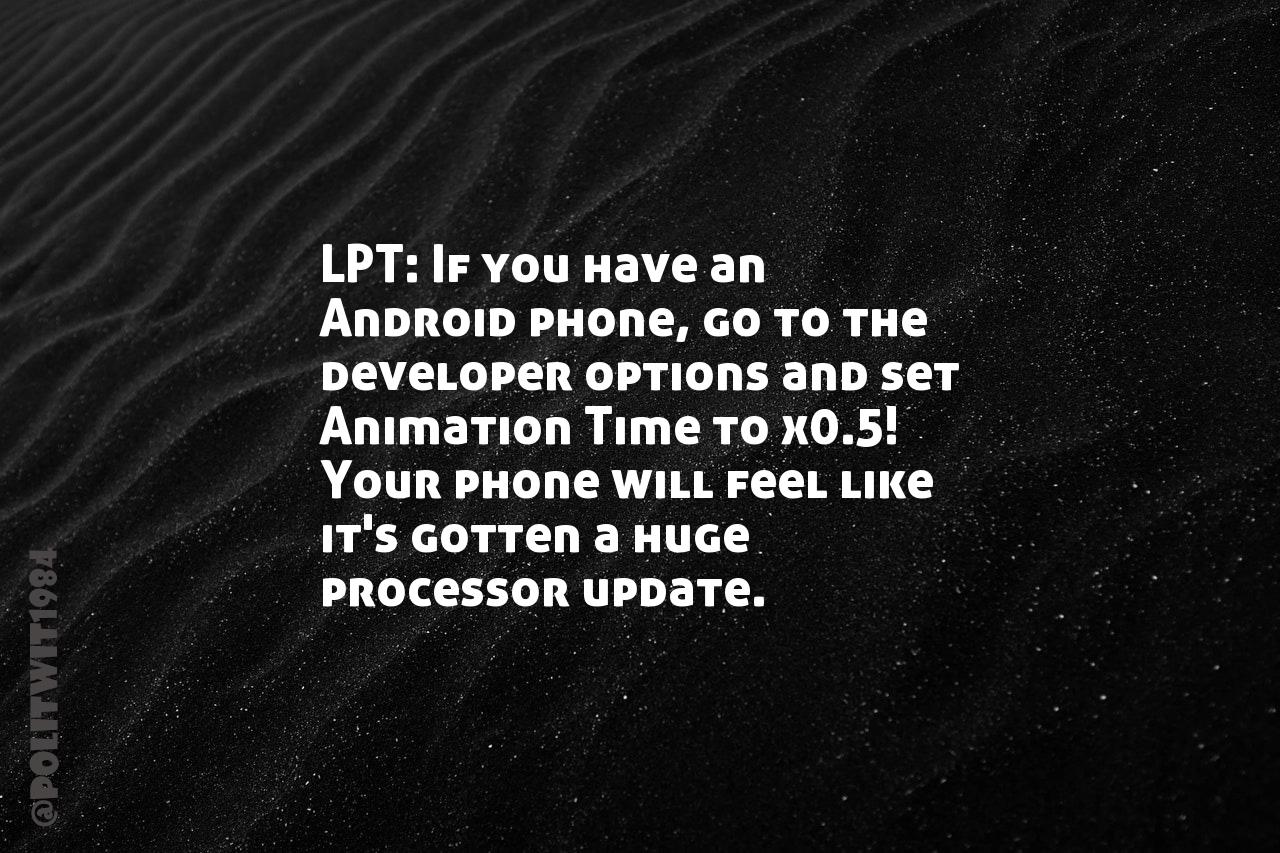 LPT: If you have an
Android phone, go to the
developer options and set
Animation Time to x0.5!
Your phone will feel like
it's gotten a huge
processor update.
@POLITWIT1984